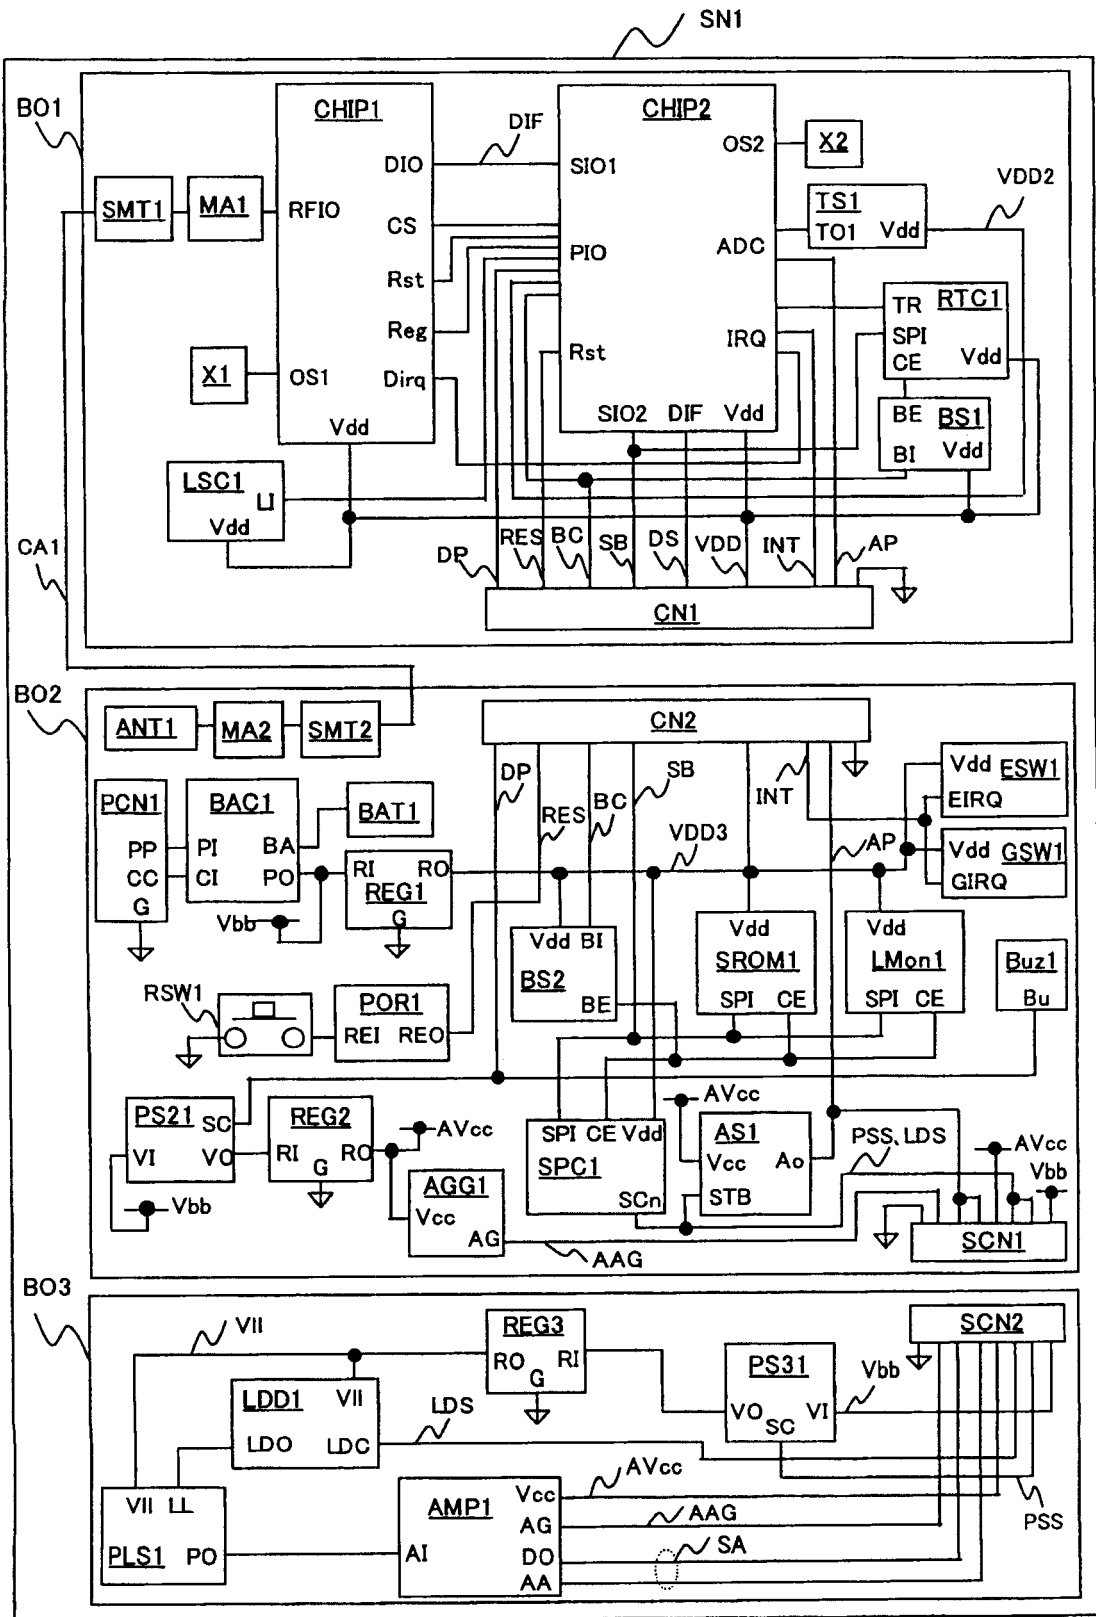 SN1
BO1
CHIP1
DIO
RFIO
CS
Rst
Reg
Dirq
OS1
Vdd
DIF
CHIP2
OS2
SIO1
PIO
ADC
Rst
IRQ
SIO2 DIF Vdd
X2
TS1
TO1 Vdd
VDD2
SMT1
MA1
RTC1
TR
SPI
CE
Vdd
X1
BS1
BE
Vdd
BI
LSC1
LI
Vdd
CA1
DP
RES
BC
SB
DS
VDD
INT
AP
CN1
BO2
ANT1
MA2
SMT2
CN2
DP
RES
BC
SB
INT
VDD3
AP
Vdd ESW1
EIRQ
Vdd GSW1
GIRQ
PCN1
PP
CC
G
BAC1
PI BA
CI PO
BAT1
Vbb
RI RO
REG1
G
Vdd BI
BS2
BE
Vdd
SROM1
SPI CE
Vdd
LMon1
SPI CE
Buz1
Bu
RSW1
POR1
REI REO
PS21
SC
VI
VO
Vbb
REG2
RI RO
G
AVcc
AGG1
Vcc
AG
AAG
SPI CE Vdd
SPC1
SCn
AVcc
AS1
Vcc Ao
STB
PSS、LDS
AVcc
Vbb
SCN1
BO3
VII
REG3
RO RI
G
SCN2
PS31
VO VI
SC
Vbb
LDD1
VII
LDO LDC
LDS
AVcc
PSS
VII LL
PLS1
PO
AMP1
Vcc
AG
AI
DO
AA
AAG
SA